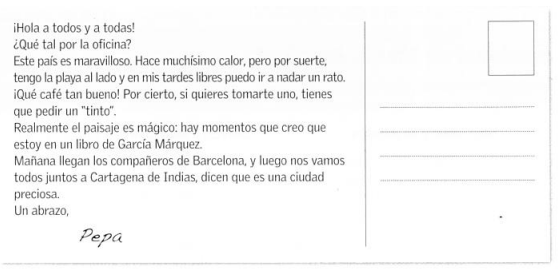 ¡Hola a todos y a todas!
¿Qué tal por la oficina?
Este país es maravilloso. Hace muchísimo calor, pero por suerte,
tengo la playa al lado y en mis tardes libres puedo ir a nadar un rato.
¡Qué café tan bueno! Por cierto, si quieres tomarte uno, tienes
que pedir un "tinto".
Realmente el paisaje es mágico: hay momentos que creo que
estoy en un libro de García Márquez.
Mañana llegan los compañeros de Barcelona, y luego nos vamos
todos juntos a Cartagena de Indias, dicen que es una ciudad
preciosa.
Un abrazo,
Pepa